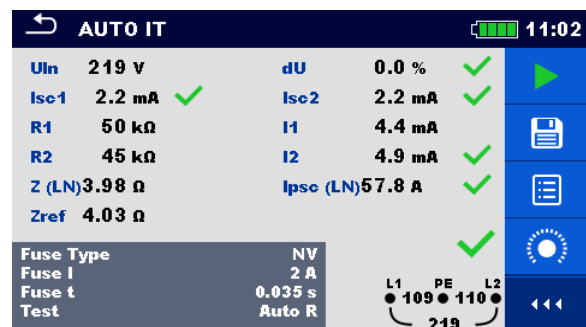 AUTO IT 11:02
Uln 219 V dU 0.0 %
Isc1 2.2 mA Isc2 2.2 mA
R1 50 kΩ I1 4.4 mA
R2 45 kΩ I2 4.9 mA
Z (LN) 3.98 Ω Ipsc (LN) 57.8 A
Zref 4.03 Ω
Fuse Type NV
Fuse I 2 A
Fuse t 0.035 s
Test Auto R
L1 PE L2
109 110
219